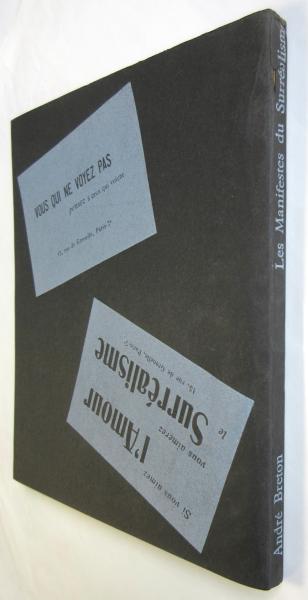 VOUS QUI NE VOYEZ PAS
pensez à ceux qui voient
15, rue de Grenelle, Paris-7e
Si vous aimez
l'Amour
vous aimerez
le
Surréalisme
15, rue de Grenelle, Paris-7e
André Breton Les Manifestes du Surréalisme